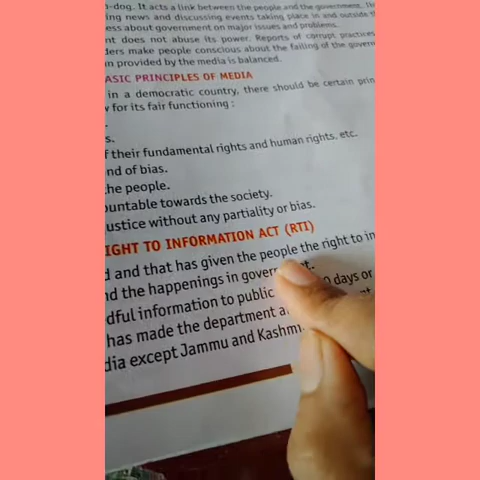 -dog. It acts a link between the people and the government.
ing news and discussing events taking place in and outside
ess about government on major issues and problems.
nt does not abuse its power. Reports of corrupt practices
ders make people conscious about the failing of the govern
n provided by the media is balanced.
ASIC PRINCIPLES OF MEDIA
in a democratic country, there should be certain prin
for its fair functioning :
s.
f their fundamental rights and human rights, etc.
nd of bias.
the people.
ountable towards the society.
ustice without any partiality or bias.
IGHT TO INFORMATION ACT (RTI)
d and that has given the people the right to in
nd the happenings in
dful information to public days or
has made the department
dia except Jammu and